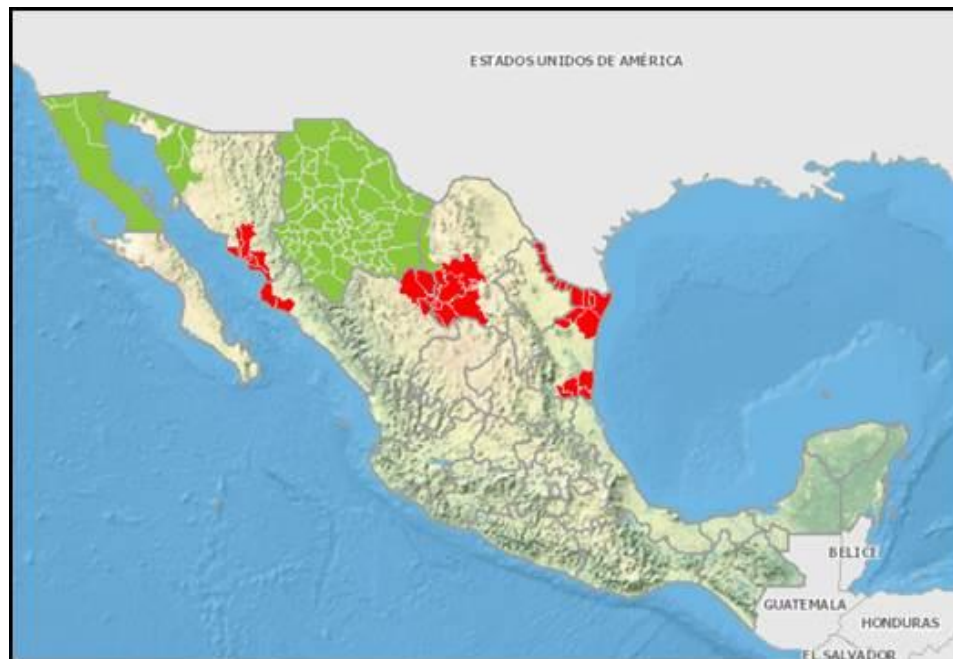 ESTADOS UNIDOS DE AMÉRICA
BELICE
GUATEMALA
HONDURAS
EL SALVADOR